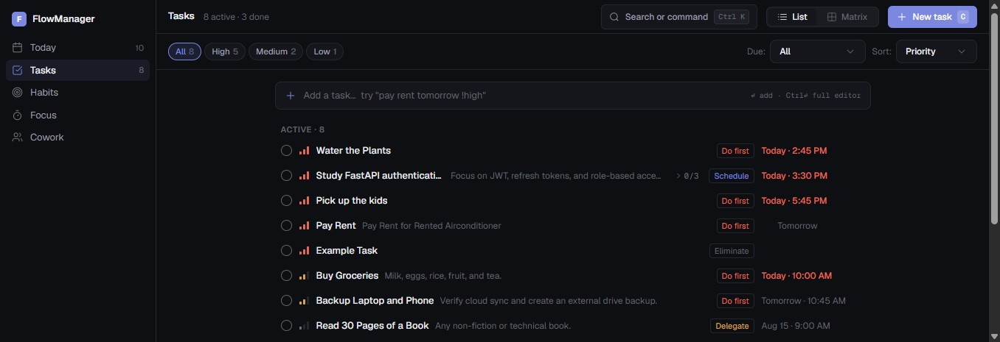 F FlowManager
Today 10
Tasks 8
Habits
Focus
Cowork
Tasks 8 active · 3 done
Search or command Ctrl K
List Matrix
+ New task C
All 8 High 5 Medium 2 Low 1
Due: All Sort: Priority
+ Add a task... try "pay rent tomorrow !high" ⏎ add · Ctrl⏎ full editor
ACTIVE · 8
Water the Plants Do first Today · 2:45 PM
Study FastAPI authenticati... Focus on JWT, refresh tokens, and role-based acce... > 0/3 Schedule Today · 3:30 PM
Pick up the kids Do first Today · 5:45 PM
Pay Rent Pay Rent for Rented Airconditioner Do first Tomorrow
Example Task Eliminate
Buy Groceries Milk, eggs, rice, fruit, and tea. Do first Today · 10:00 AM
Backup Laptop and Phone Verify cloud sync and create an external drive backup. Do first Tomorrow · 10:45 AM
Read 30 Pages of a Book Any non-fiction or technical book. Delegate Aug 15 · 9:00 AM